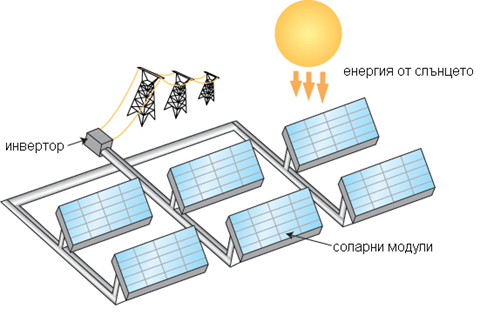 енергия от слънцето
инвертор
соларни модули